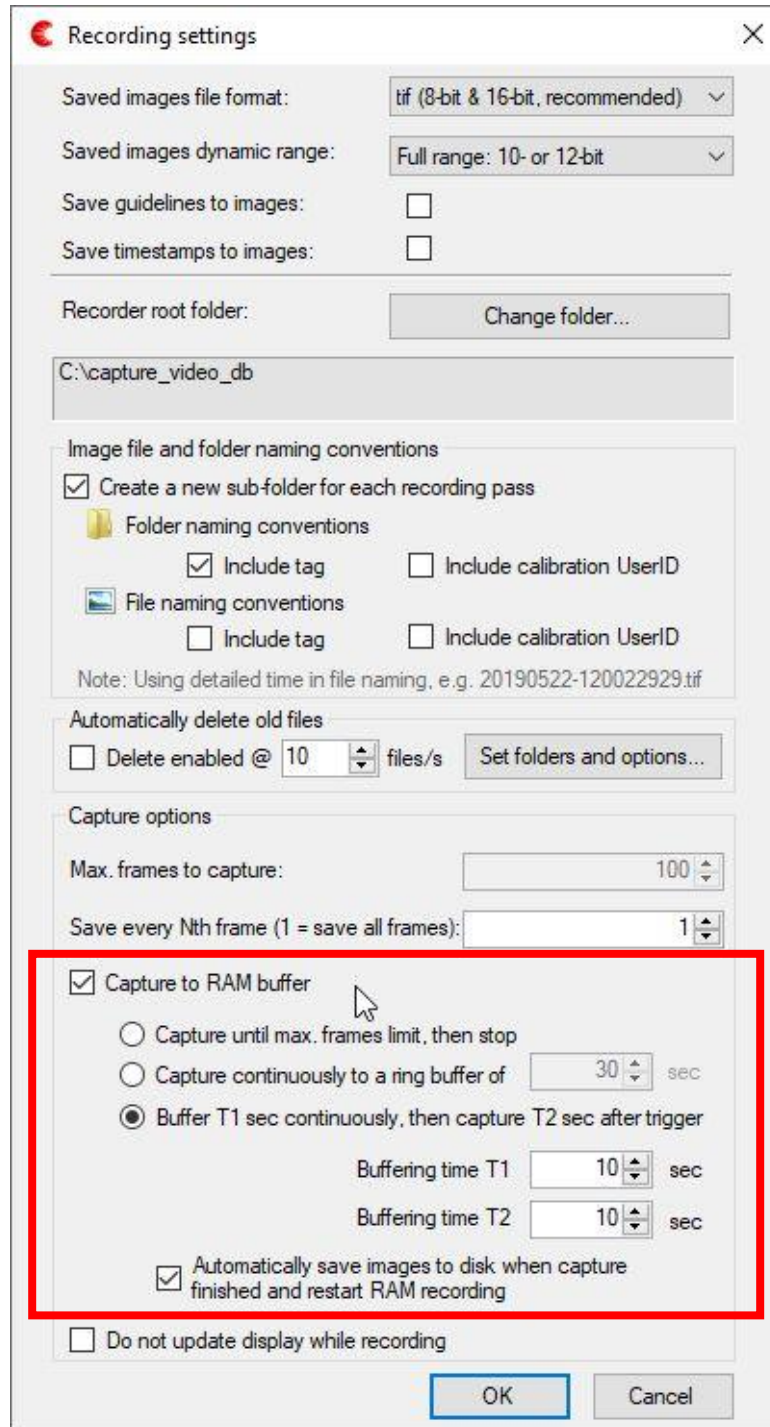 Recording settings
Saved images file format: tif (8-bit & 16-bit, recommended)
Saved images dynamic range: Full range: 10- or 12-bit
Save guidelines to images:
Save timestamps to images:
Recorder root folder: Change folder...
C:\capture_video_db
Image file and folder naming conventions
Create a new sub-folder for each recording pass
Folder naming conventions
Include tag Include calibration UserID
File naming conventions
Include tag Include calibration UserID
Note: Using detailed time in file naming, e.g. 20190522-120022929.tif
Automatically delete old files
Delete enabled @ 10 files/s Set folders and options...
Capture options
Max. frames to capture: 100
Save every Nth frame (1 = save all frames): 1
Capture to RAM buffer
Capture until max. frames limit, then stop
Capture continuously to a ring buffer of 30 sec
Buffer T1 sec continuously, then capture T2 sec after trigger
Buffering time T1 10 sec
Buffering time T2 10 sec
Automatically save images to disk when capture
finished and restart RAM recording
Do not update display while recording
OK Cancel